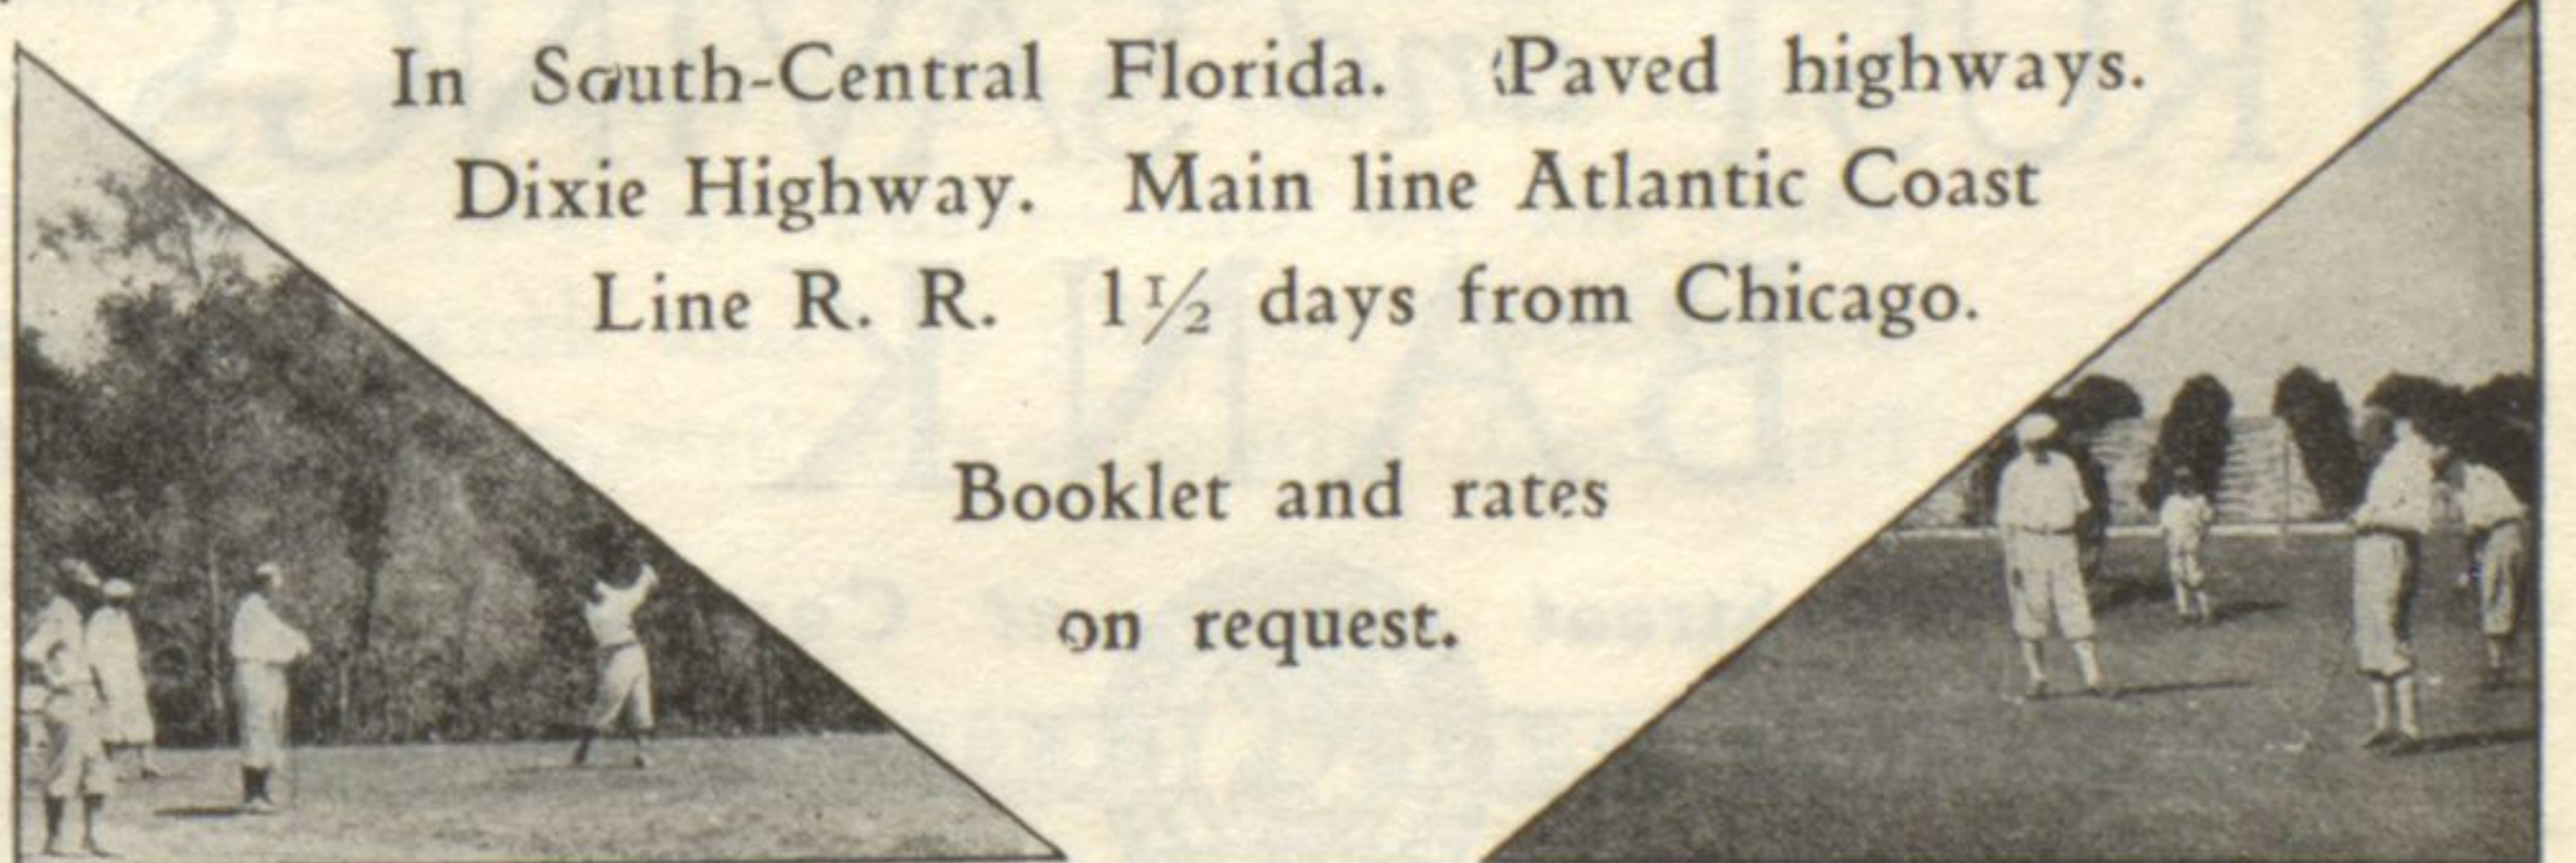 In South-Central Florida. Paved highways.
Dixie Highway. Main line Atlantic Coast
Line R. R. 1½ days from Chicago.
Booklet and rates
on request.